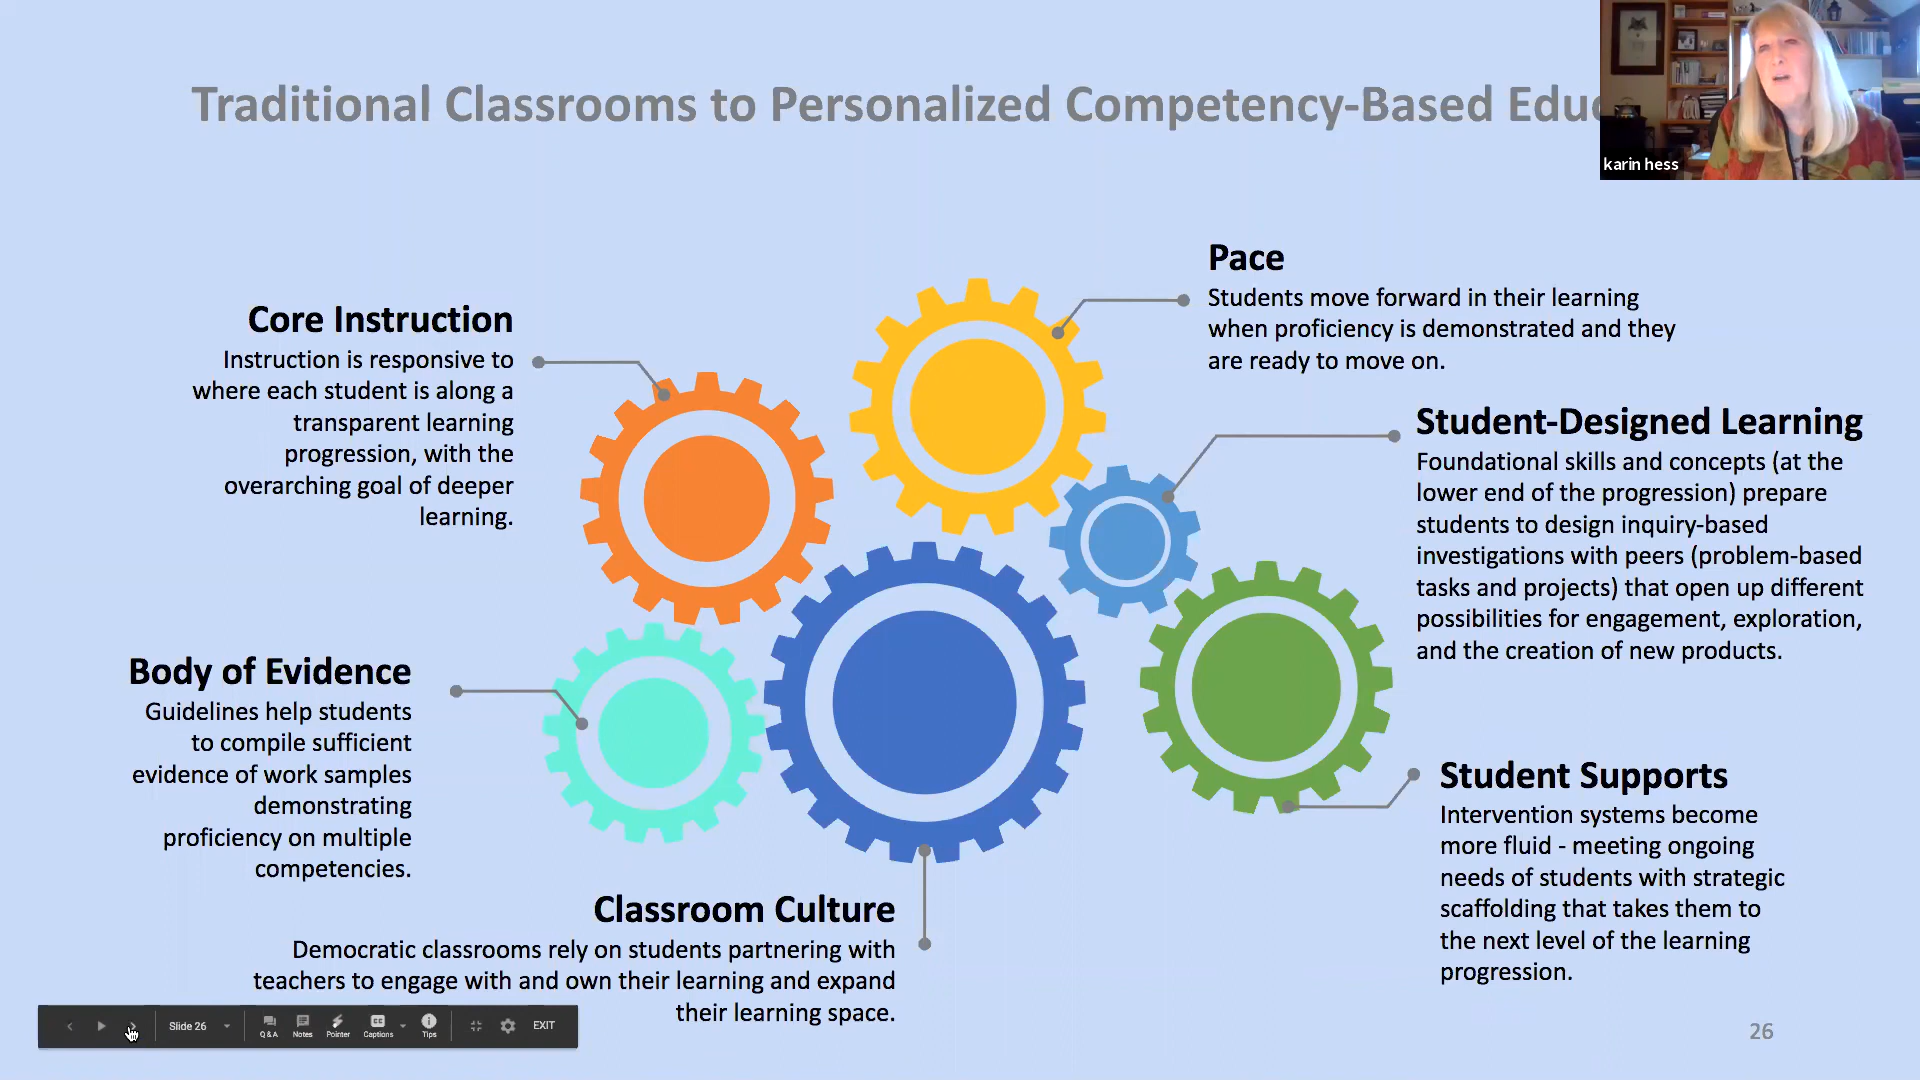 Traditional Classrooms to Personalized Competency-Based
karin hess
Pace
Students move forward in their learning
when proficiency is demonstrated and they
are ready to move on.
Core Instruction
Instruction is responsive to
where each student is along a
transparent learning
progression, with the
overarching goal of deeper
learning.
Student-Designed Learning
Foundational skills and concepts (at the
lower end of the progression) prepare
students to design inquiry-based
investigations with peers (problem-based
tasks and projects) that open up different
possibilities for engagement, exploration,
and the creation of new products.
Body of Evidence
Guidelines help students
to compile sufficient
evidence of work samples
demonstrating
proficiency on multiple
competencies.
Student Supports
Intervention systems become
more fluid - meeting ongoing
needs of students with strategic
scaffolding that takes them to
the next level of the learning
progression.
Classroom Culture
Democratic classrooms rely on students partnering with
teachers to engage with and own their learning and expand
their learning space.
Slide 26
Q&A
Notes
Pointer
CC
Captions
Tips
EXIT
26